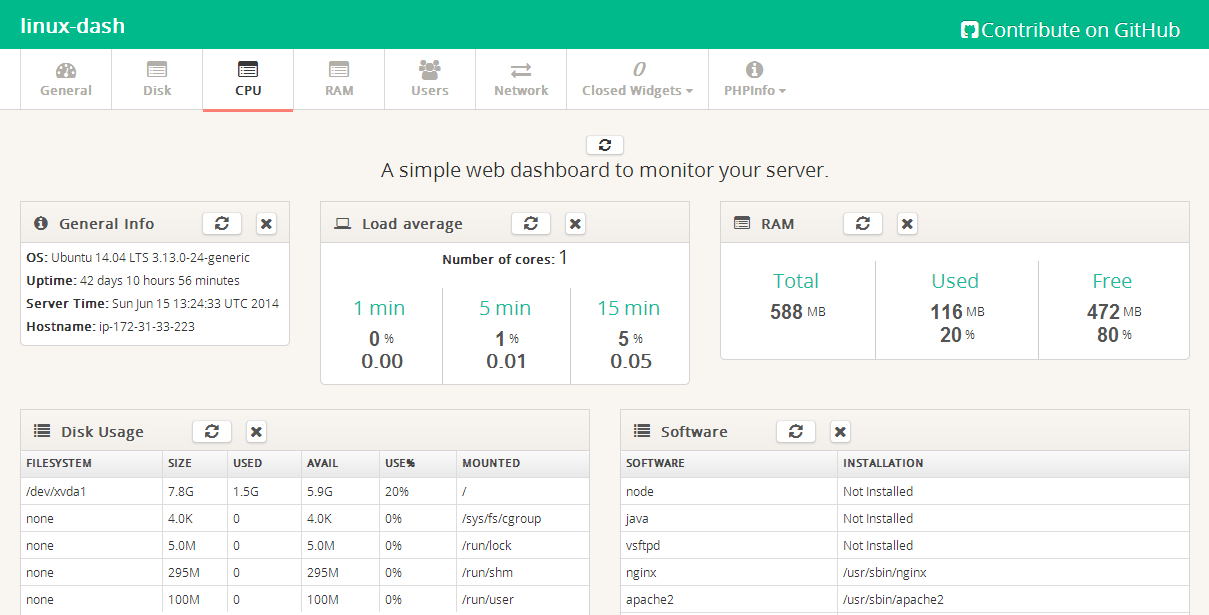 linux-dash
Contribute on GitHub
General
Disk
CPU
RAM
Users
Network
0
Closed Widgets
PHPInfo
A simple web dashboard to monitor your server.
General Info
OS: Ubuntu 14.04 LTS 3.13.0-24-generic
Uptime: 42 days 10 hours 56 minutes
Server Time: Sun Jun 15 13:24:33 UTC 2014
Hostname: ip-172-31-33-223
Load average
Number of cores: 1
1 min 5 min 15 min
0 % 1 % 5 %
0.00 0.01 0.05
RAM
Total Used Free
588 MB 116 MB 472 MB
20 % 80 %
Disk Usage
FILESYSTEM SIZE USED AVAIL USE% MOUNTED
/dev/xvda1 7.8G 1.5G 5.9G 20% /
none 4.0K 0 4.0K 0% /sys/fs/cgroup
none 5.0M 0 5.0M 0% /run/lock
none 295M 0 295M 0% /run/shm
none 100M 0 100M 0% /run/user
Software
SOFTWARE INSTALLATION
node Not Installed
java Not Installed
vsftpd Not Installed
nginx /usr/sbin/nginx
apache2 /usr/sbin/apache2